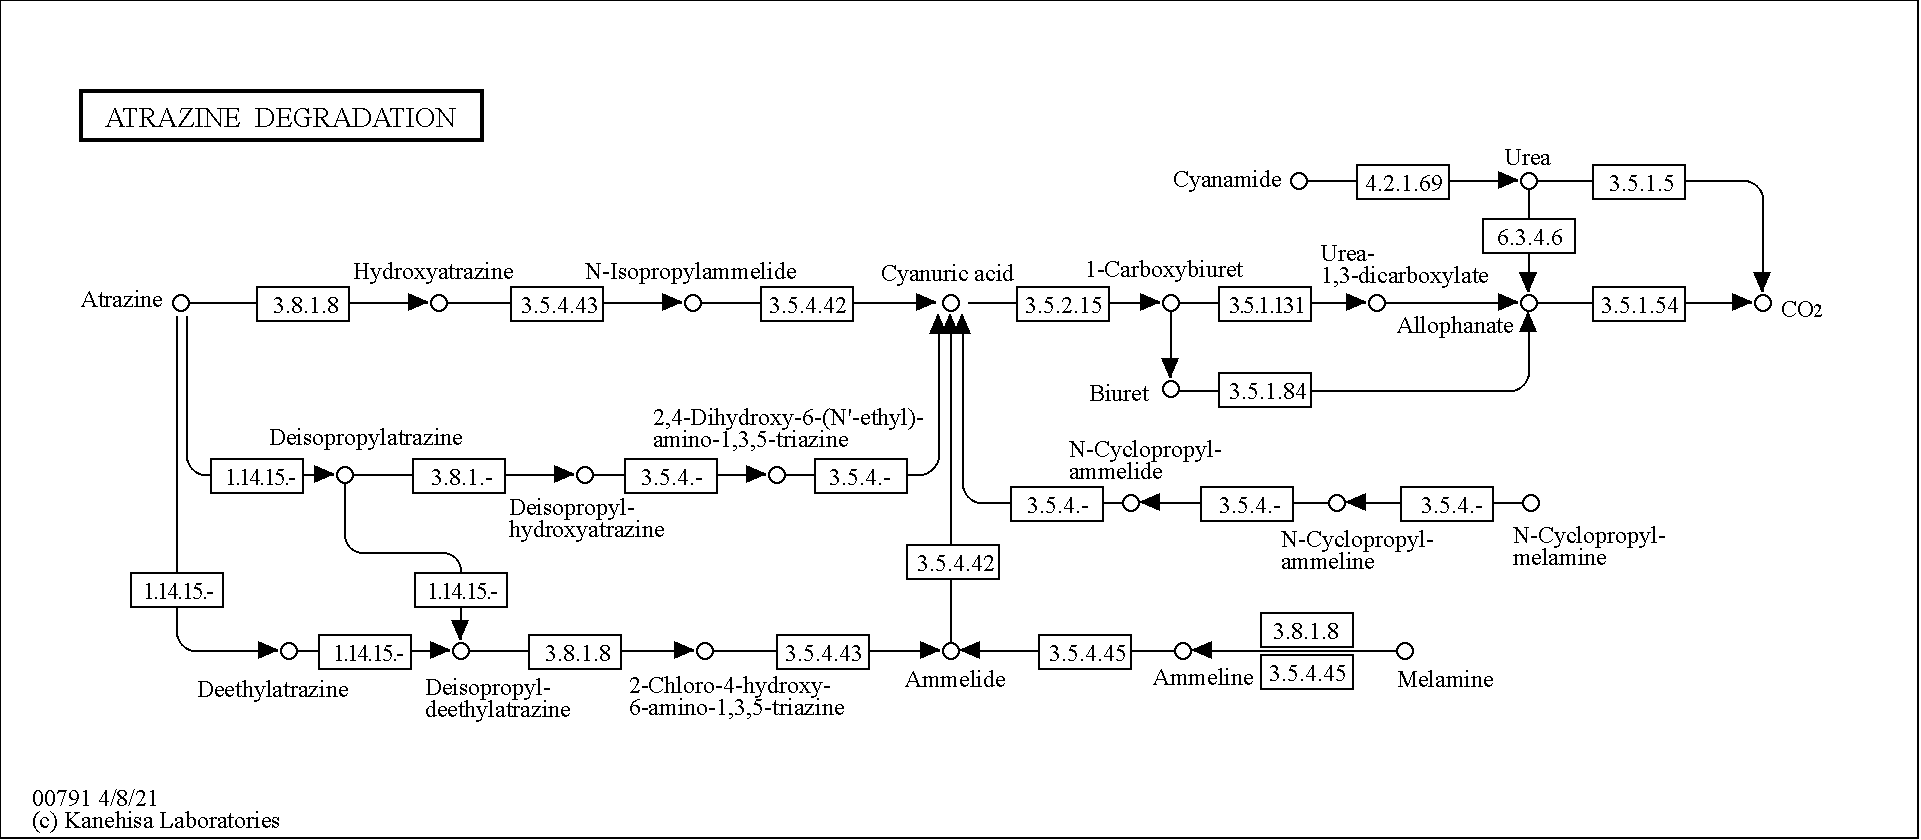 ATRAZINE DEGRADATION
Urea
Cyanamide
4.2.1.69
3.5.1.5
6.3.4.6
Hydroxyatrazine
N-Isopropylammelide
Cyanuric acid
1-Carboxybiuret
Urea-
1,3-dicarboxylate
Atrazine
3.8.1.8
3.5.4.43
3.5.4.42
3.5.2.15
3.5.1.131
3.5.1.54
CO2
Allophanate
Biuret
3.5.1.84
2,4-Dihydroxy-6-(N'-ethyl)-
amino-1,3,5-triazine
Deisopropylatrazine
N-Cyclopropyl-
ammelide
1.14.15.-
3.8.1.-
3.5.4.-
3.5.4.-
Deisopropyl-
hydroxyatrazine
3.5.4.-
3.5.4.-
3.5.4.-
N-Cyclopropyl-
ammeline
N-Cyclopropyl-
melamine
3.5.4.42
1.14.15.-
1.14.15.-
3.8.1.8
1.14.15.-
3.8.1.8
3.5.4.43
3.5.4.45
3.5.4.45
Deethylatrazine
Deisopropyl-
deethylatrazine
2-Chloro-4-hydroxy-
6-amino-1,3,5-triazine
Ammelide
Ammeline
Melamine
00791 4/8/21
(c) Kanehisa Laboratories